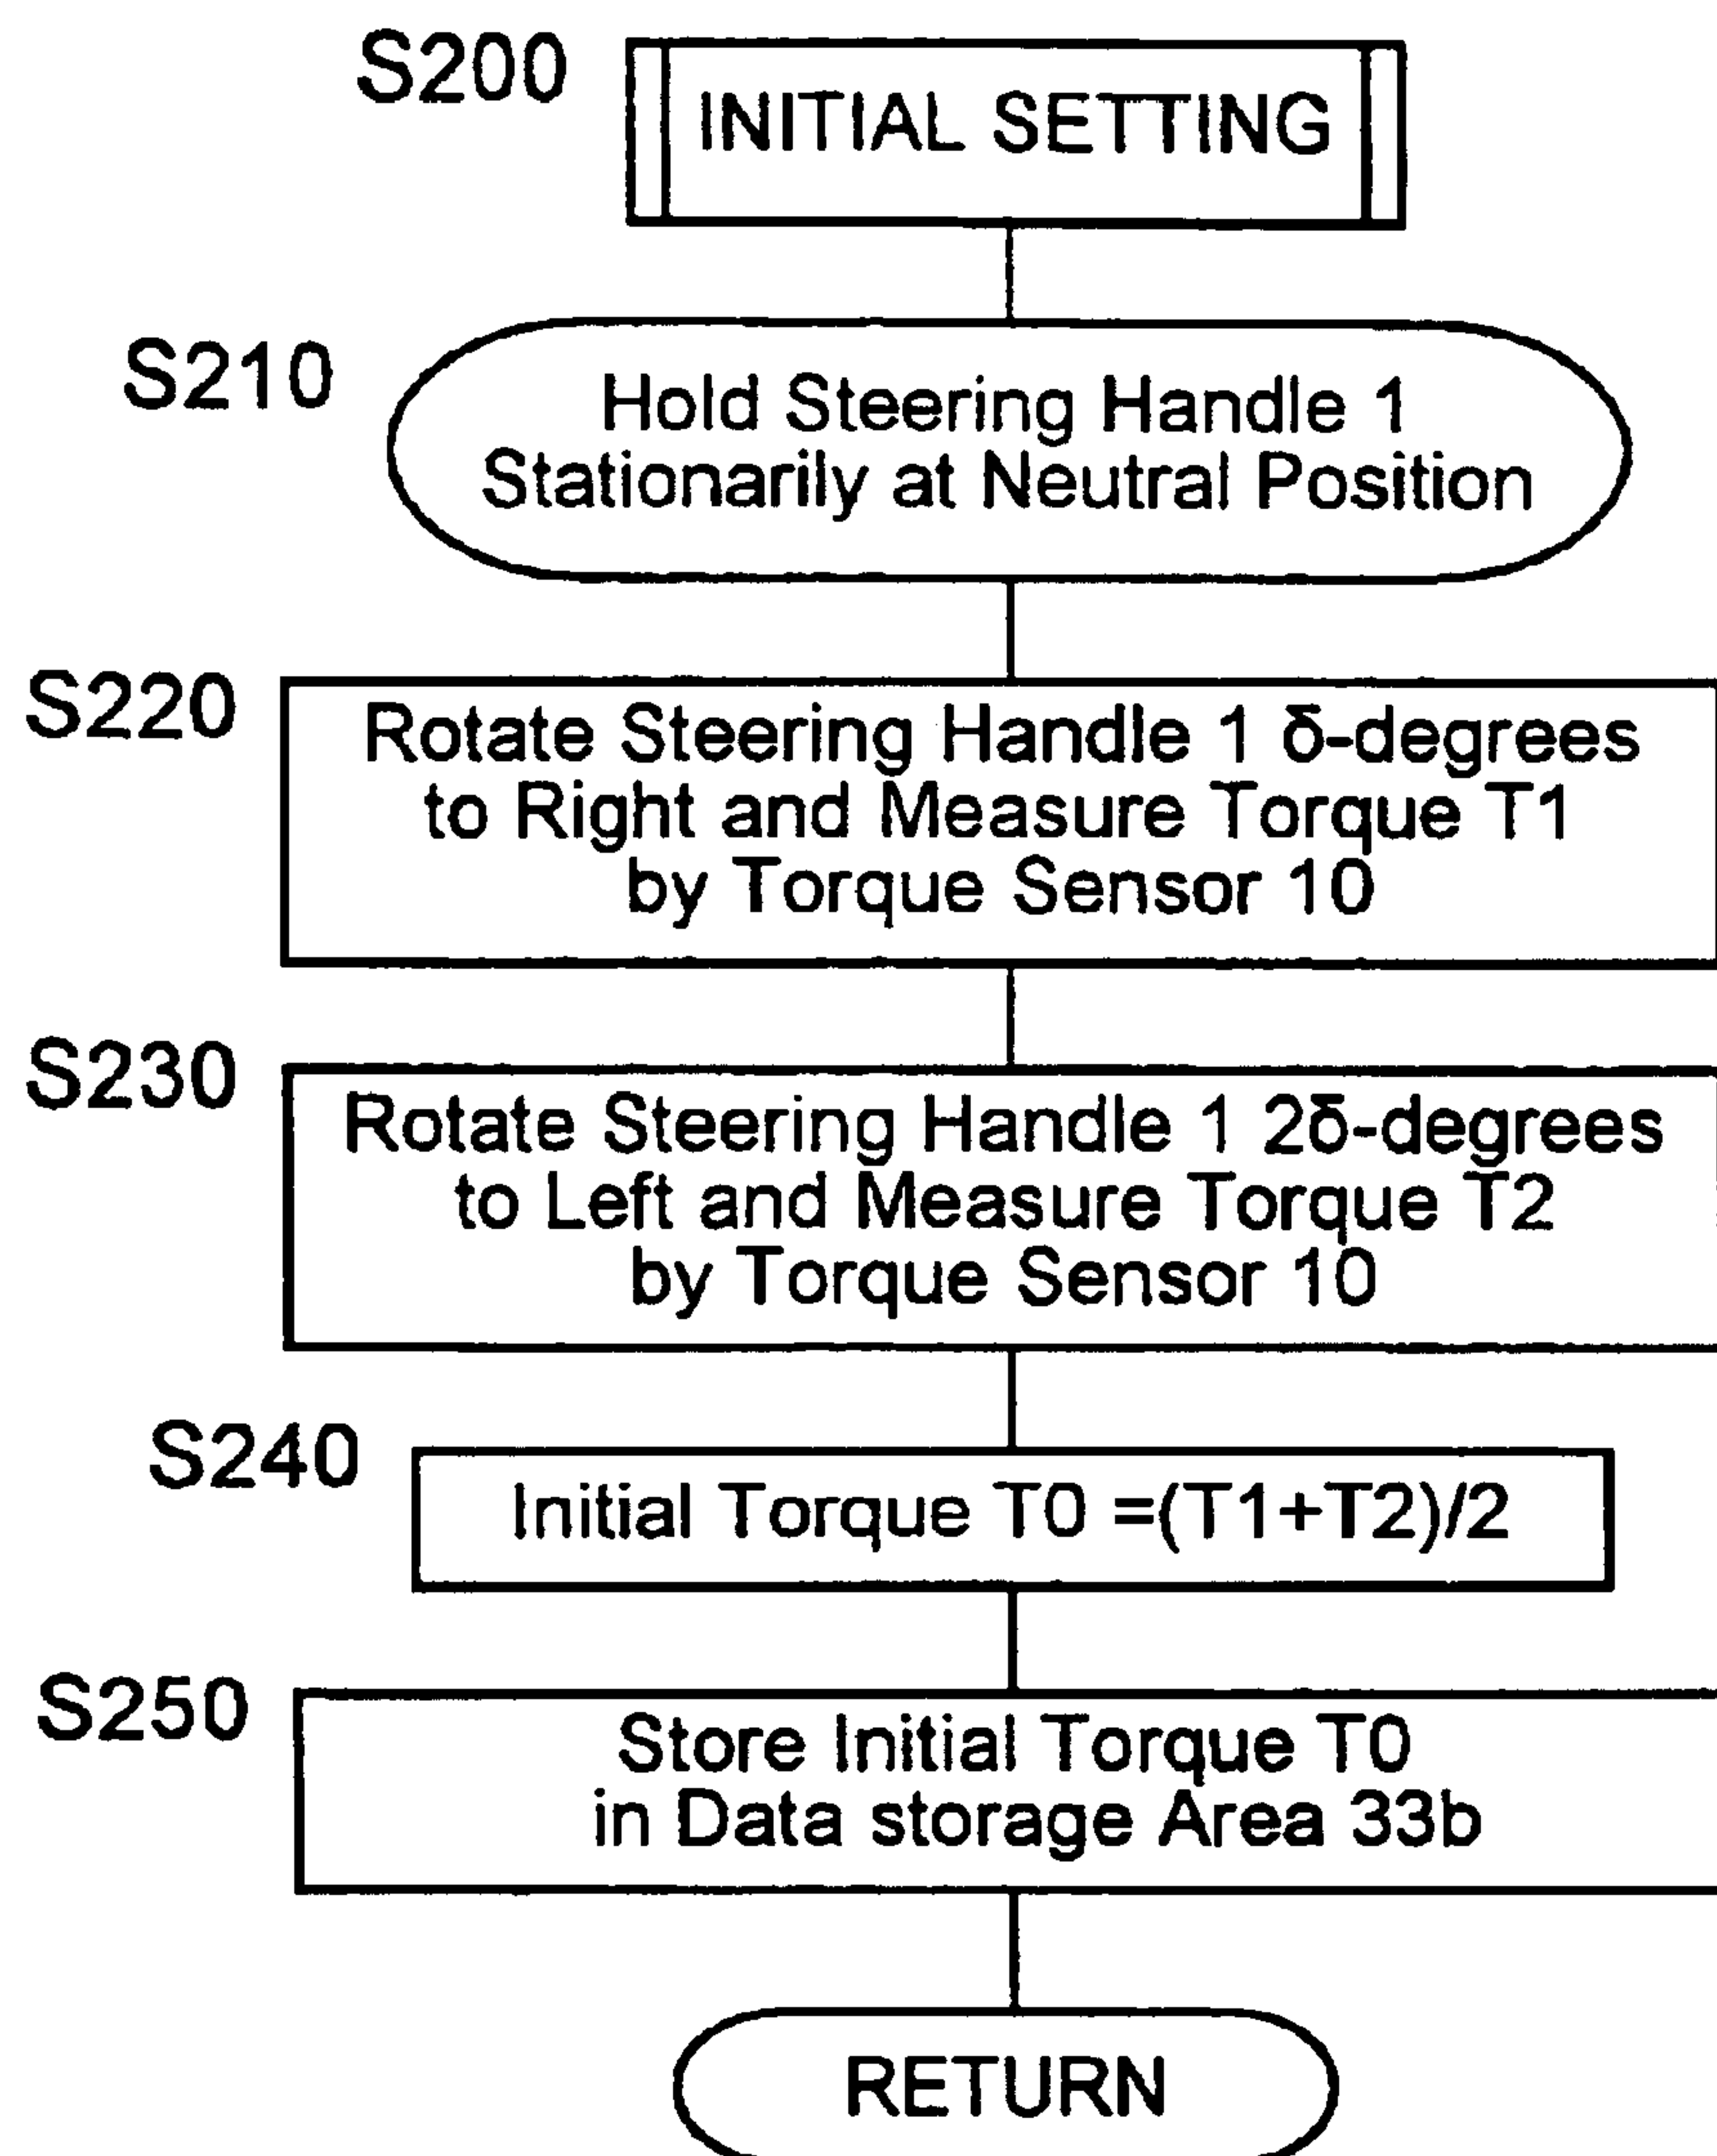 S200
INITIAL SETTING
S210
Hold Steering Handle 1
Stationarily at Neutral Position
S220
Rotate Steering Handle 1 δ-degrees
to Right and Measure Torque T1
by Torque Sensor 10
S230
Rotate Steering Handle 1 2δ-degrees
to Left and Measure Torque T2
by Torque Sensor 10
S240
Initial Torque T0 =(T1+T2)/2
S250
Store Initial Torque T0
in Data storage Area 33b
RETURN